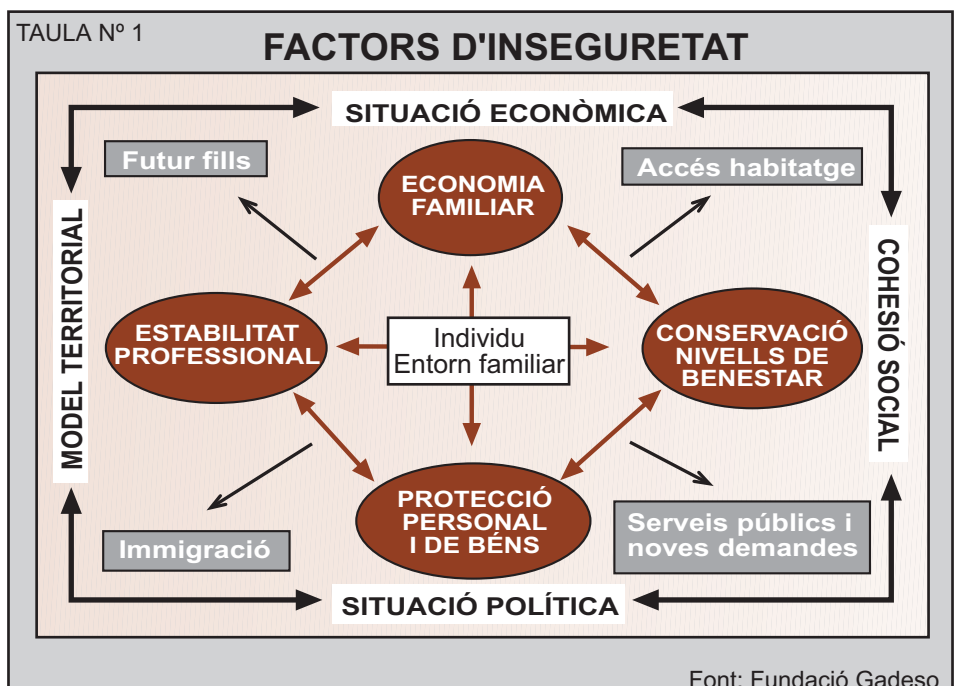 TAULA Nº 1
FACTORS D'INSEGURETAT
SITUACIÓ ECONÒMICA
Futur fills
ECONOMIA
FAMILIAR
Accés habitatge
MODEL TERRITORIAL
ESTABILITAT
PROFESSIONAL
Individu
Entorn familiar
CONSERVACIÓ
NIVELLS DE
BENESTAR
COHESIÓ SOCIAL
Immigració
PROTECCIÓ
PERSONAL
I DE BÉNS
Serveis públics i
noves demandes
SITUACIÓ POLÍTICA
Font: Fundació Gadeso